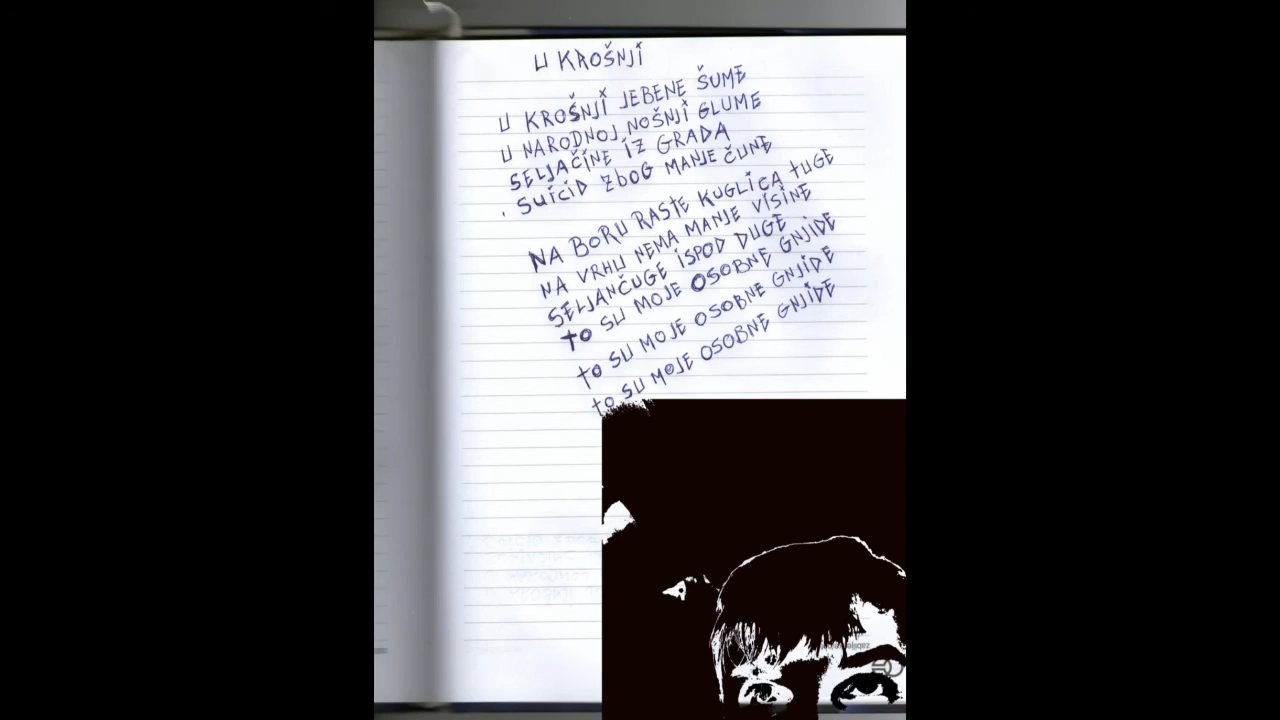 U KROŠNJI
U KROŠNJI JEBENE ŠUME
U NARODNOJ NOŠNJI GLUME
SELJAČINE IZ GRADA
SUICID ZBOG MANJE ČUNE
NA BORU RASTE KUGLICA TUGE
NA VRHU NEMA MANJE VISINE
SELJANČUGE ISPOD DUGE
TO SU MOJE OSOBNE GNJIDE
TO SU MOJE OSOBNE GNJIDE
TO SU MOJE OSOBNE GNJIDE